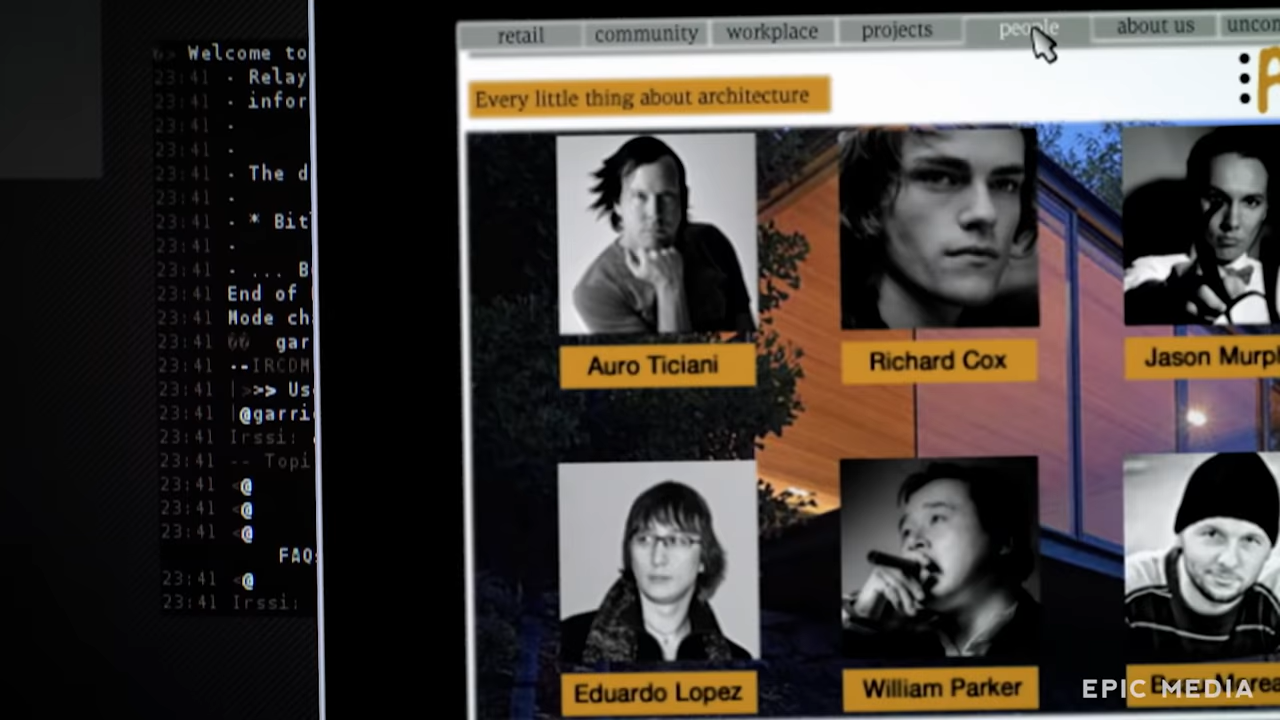 Welcome to
23:41 - Relay
23:41 - infor
23:41 -
23:41 -
23:41 - The d
23:41 -
23:41 - * Bit
23:41 -
23:41 - ... B
23:41 End of
23:41 Mode ch
23:41 gar
23:41 --IRCDM
23:41 |>>> Us
23:41 |@garri
23:41 Irssi:
23:41 -- Topi
23:41 <@
23:41 <@
23:41 <@
FAQs
23:41 <@
23:41 Irssi:
retail community workplace projects people about us uncon
Every little thing about architecture
Auro Ticiani Richard Cox Jason Murph
Eduardo Lopez William Parker
EPIC MEDIA